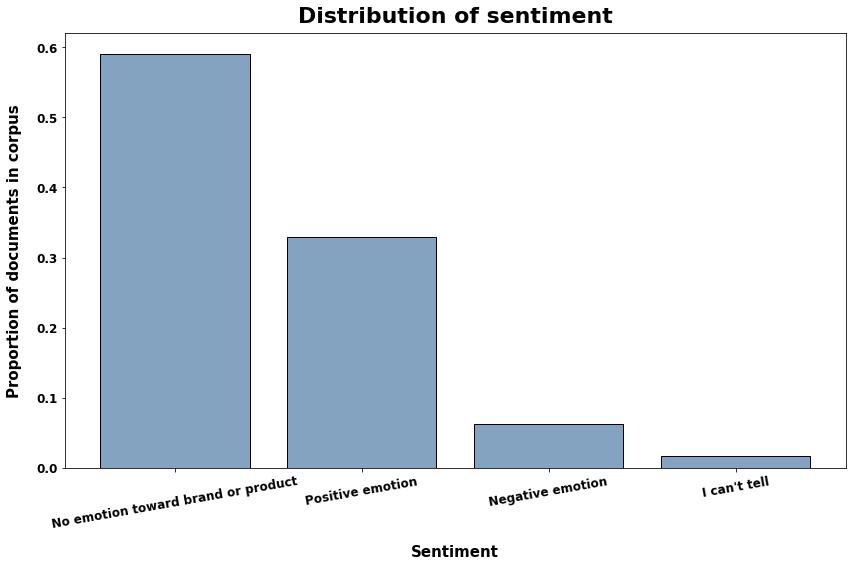 Distribution of sentiment
Proportion of documents in corpus
0.6
0.5
0.4
0.3
0.2
0.1
0.0
No emotion toward brand or product
Positive emotion
Negative emotion
I can't tell
Sentiment